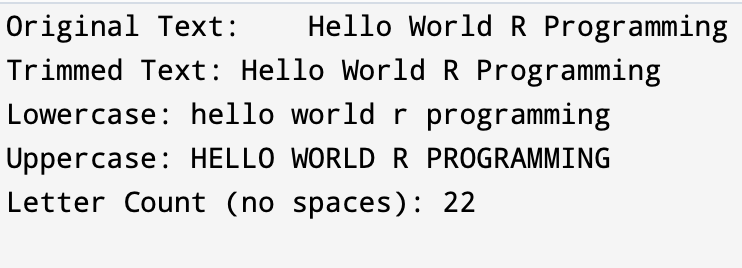 Original Text:    Hello World R Programming
Trimmed Text: Hello World R Programming
Lowercase: hello world r programming
Uppercase: HELLO WORLD R PROGRAMMING
Letter Count (no spaces): 22